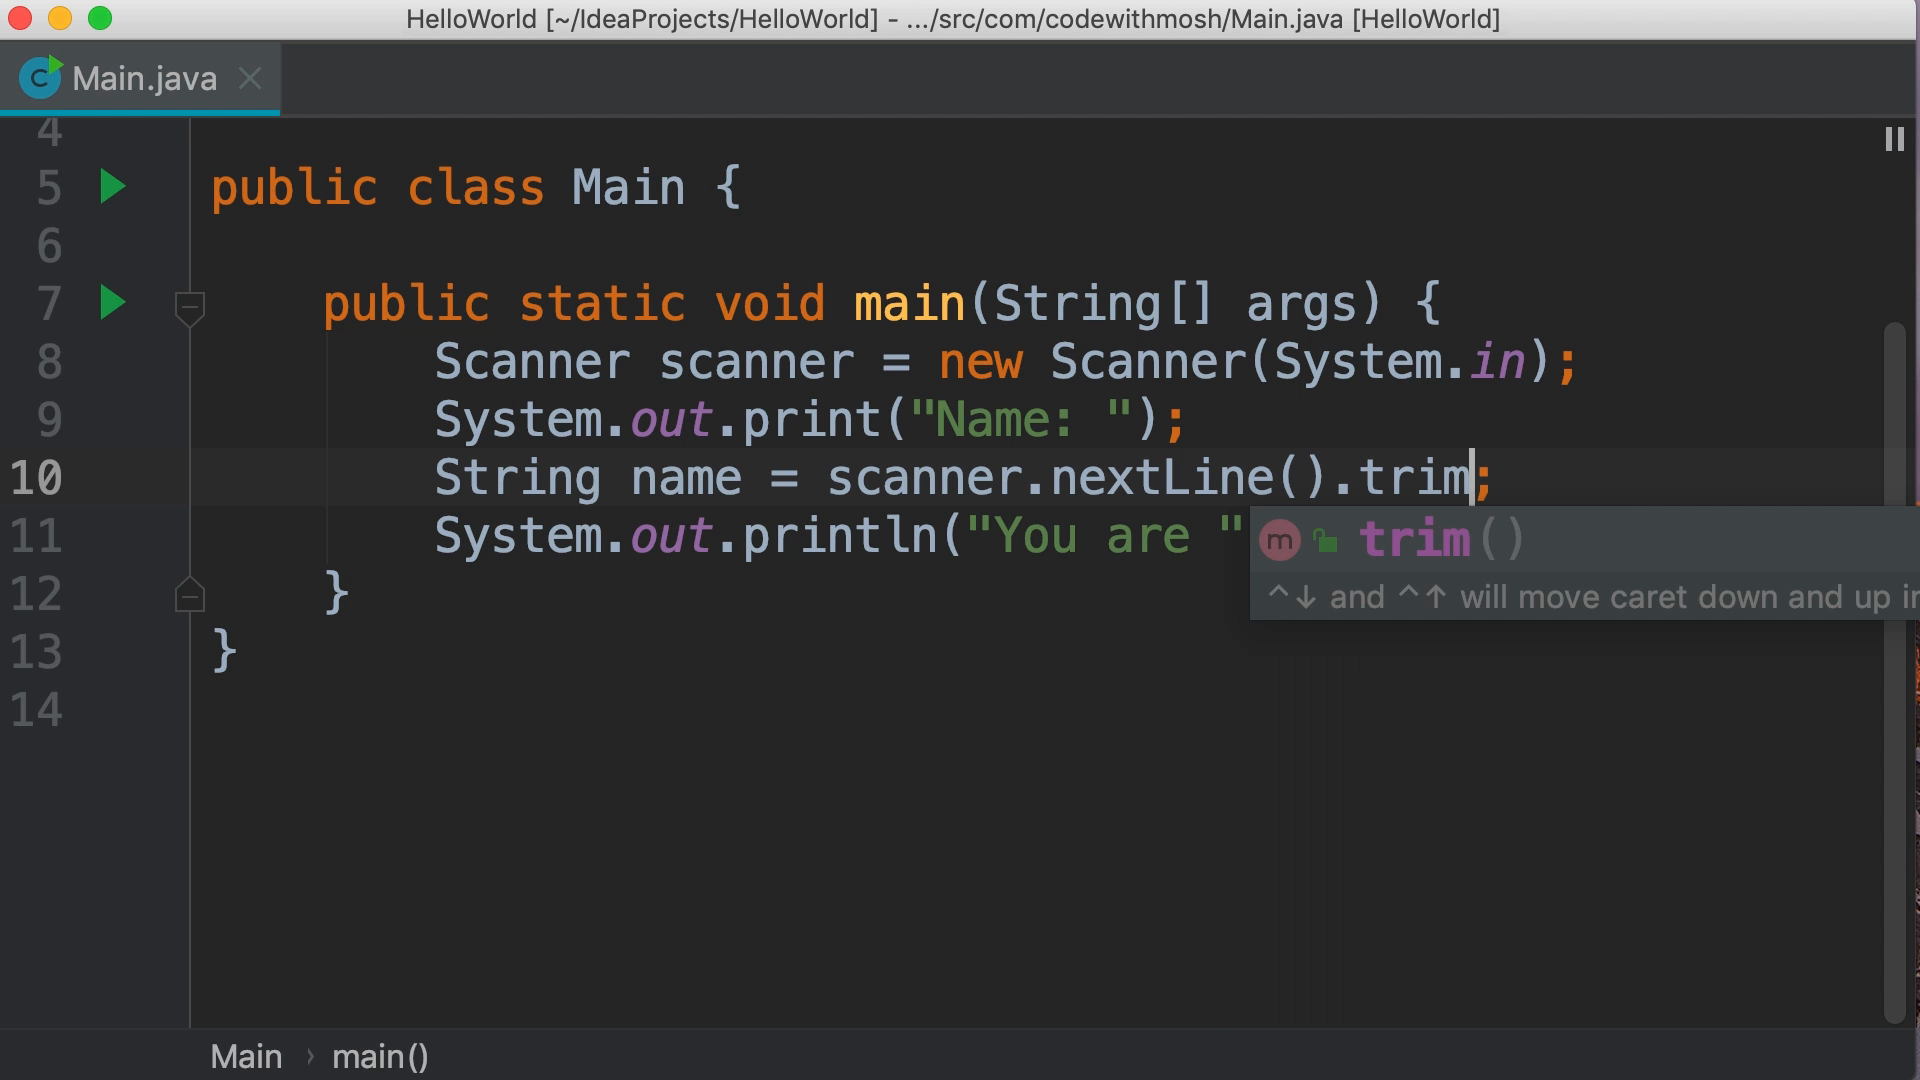 HelloWorld [~/IdeaProjects/HelloWorld] - .../src/com/codewithmosh/Main.java [HelloWorld]
C Main.java
4
5 public class Main {
6
7 public static void main(String[] args) {
8 Scanner scanner = new Scanner(System.in);
9 System.out.print("Name: ");
10 String name = scanner.nextLine().trim;
11 System.out.println("You are "
m trim()
^↓ and ^↑ will move caret down and up in
12 }
13 }
14
Main › main()